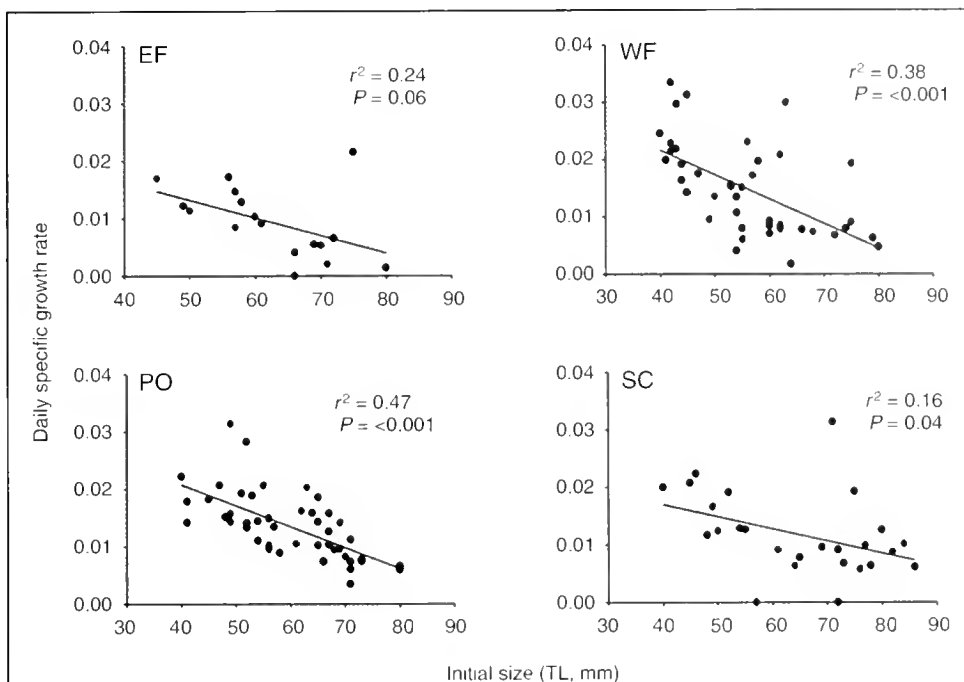 EF
r² = 0.24
P = 0.06
0.04
0.03
0.02
0.01
0.00
40 50 60 70 80 90
WF
r² = 0.38
P = <0.001
0.04
0.03
0.02
0.01
0.00
30 40 50 60 70 80 90
Daily specific growth rate
PO
r² = 0.47
P = <0.001
0.04
0.03
0.02
0.01
0.00
30 40 50 60 70 80 90
SC
r² = 0.16
P = 0.04
0.04
0.03
0.02
0.01
0.00
30 40 50 60 70 80 90
Initial size (TL, mm)